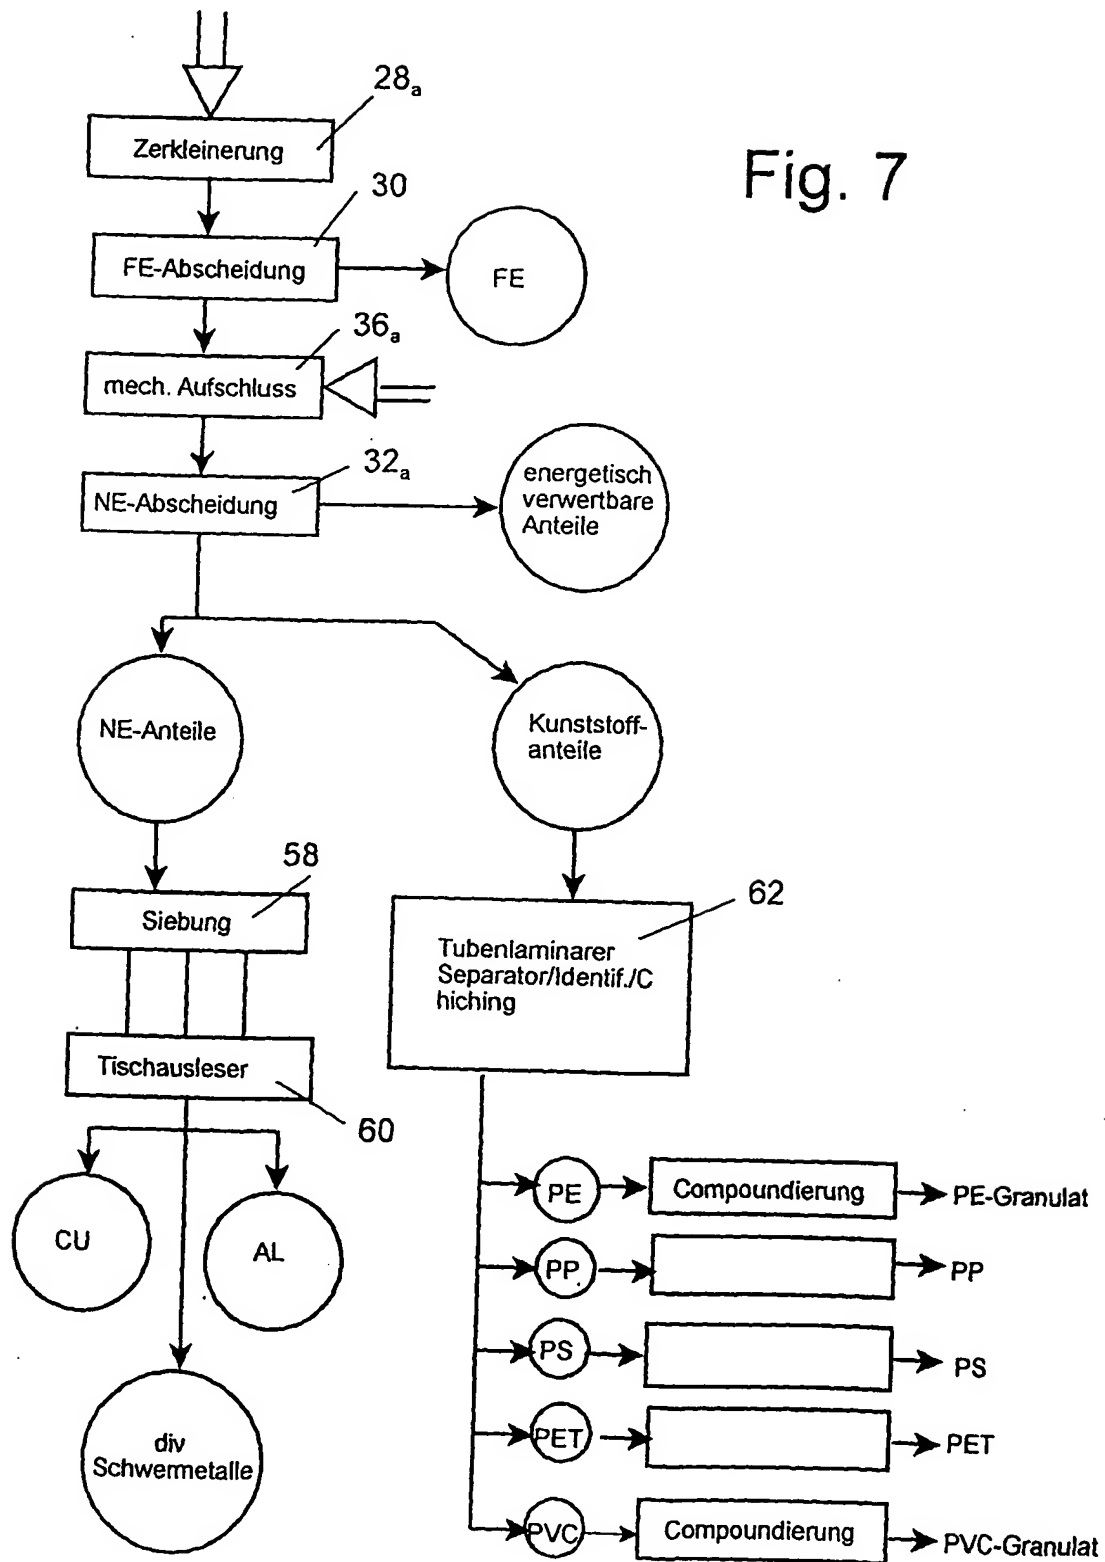 28a
Zerkleinerung
Fig. 7
30
FE-Abscheidung
FE
36a
mech. Aufschluss
32a
NE-Abscheidung
energetisch
verwertbare
Anteile
NE-Anteile
Kunststoff-
anteile
58
Siebung
62
Tubenlaminarer
Separator/Identif./C
hiching
Tischausleser
60
CU
AL
div
Schwermetalle
PE
Compoundierung
PE-Granulat
PP
PP
PS
PS
PET
PET
PVC
Compoundierung
PVC-Granulat